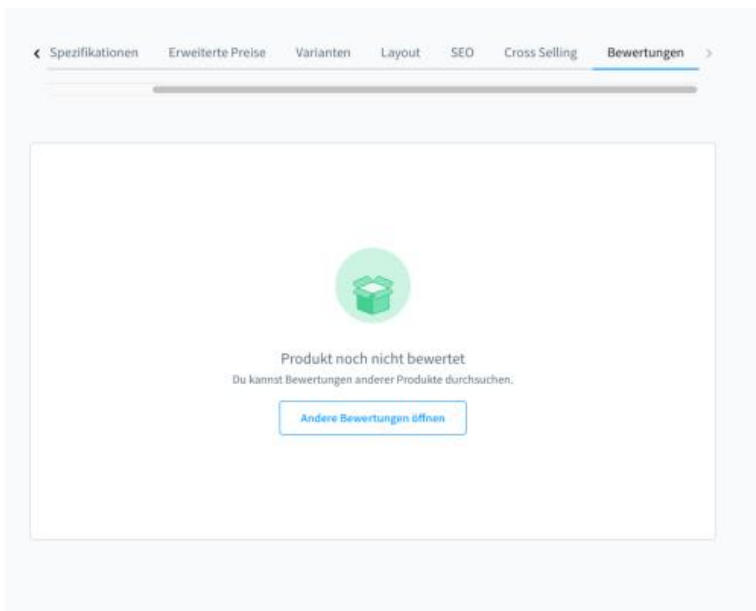 Spezifikationen Erweiterte Preise Varianten Layout SEO Cross Selling Bewertungen
Produkt noch nicht bewertet
Du kannst Bewertungen anderer Produkte durchsuchen.
Andere Bewertungen öffnen